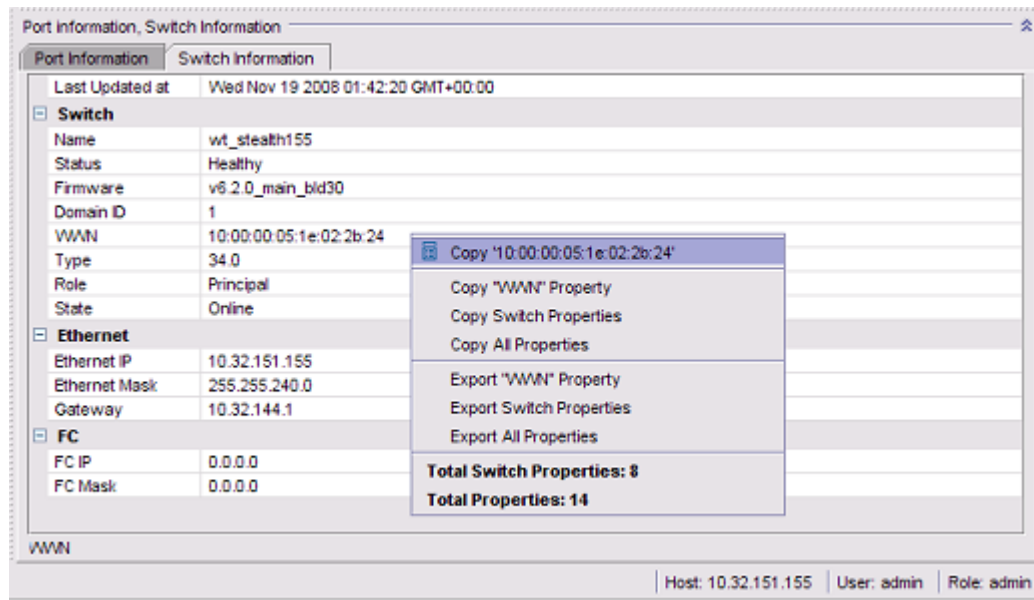 Port information, Switch Information
Port Information Switch Information
Last Updated at Wed Nov 19 2008 01:42:20 GMT+00:00
Switch
Name wt_stealth155
Status Healthy
Firmware v6.2.0_main_bld30
Domain ID 1
WWN 10:00:00:05:1e:02:2b:24
Type 34.0
Role Principal
State Online
Ethernet
Ethernet IP 10.32.151.155
Ethernet Mask 255.255.240.0
Gateway 10.32.144.1
FC
FC IP 0.0.0.0
FC Mask 0.0.0.0
Copy '10:00:00:05:1e:02:2b:24'
Copy "WWN" Property
Copy Switch Properties
Copy All Properties
Export "WWN" Property
Export Switch Properties
Export All Properties
Total Switch Properties: 8
Total Properties: 14
WWN
Host: 10.32.151.155 User: admin Role: admin